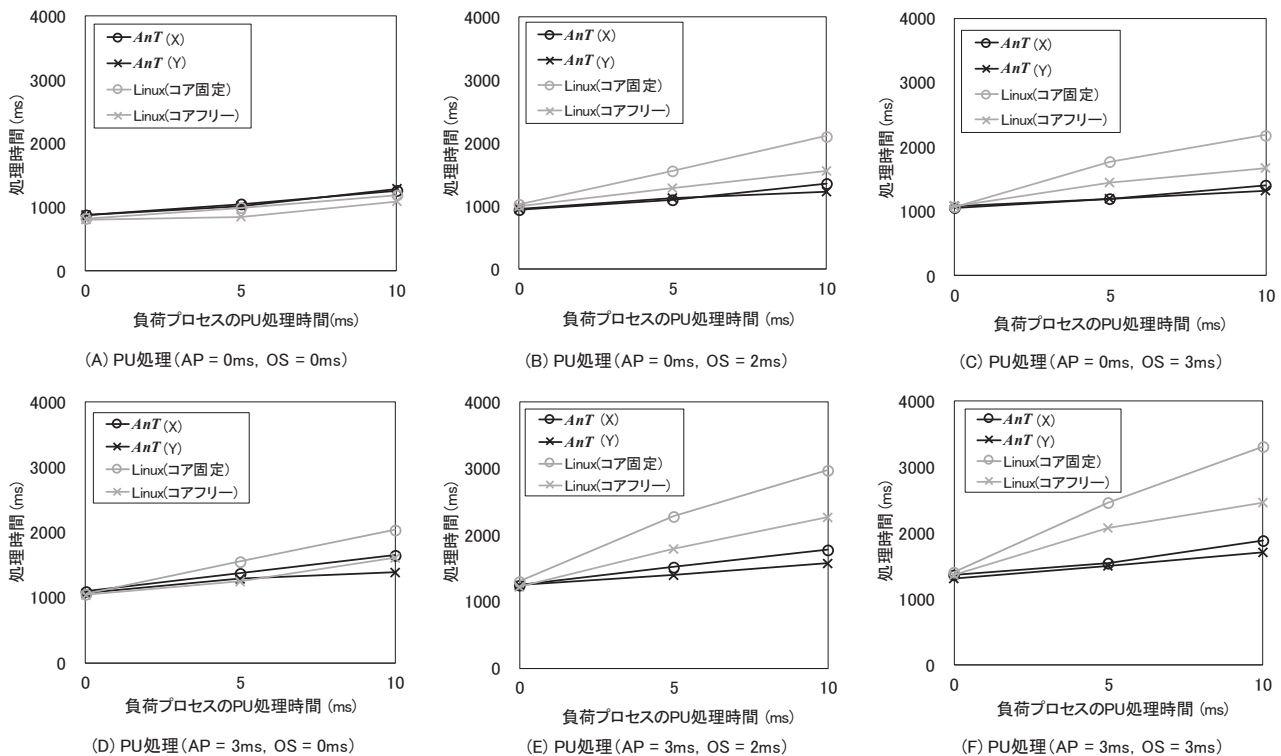 4000
3000
2000
1000
0
処理時間 (ms)
AnT (X)
AnT (Y)
Linux(コア固定)
Linux(コアフリー)
0 5 10
負荷プロセスのPU処理時間(ms)
(A) PU処理(AP = 0ms, OS = 0ms)
4000
3000
2000
1000
0
処理時間 (ms)
AnT (X)
AnT (Y)
Linux(コア固定)
Linux(コアフリー)
0 5 10
負荷プロセスのPU処理時間 (ms)
(B) PU処理(AP = 0ms, OS = 2ms)
4000
3000
2000
1000
0
処理時間 (ms)
AnT (X)
AnT (Y)
Linux(コア固定)
Linux(コアフリー)
0 5 10
負荷プロセスのPU処理時間 (ms)
(C) PU処理(AP = 0ms, OS = 3ms)
4000
3000
2000
1000
0
処理時間 (ms)
AnT (X)
AnT (Y)
Linux(コア固定)
Linux(コアフリー)
0 5 10
負荷プロセスのPU処理時間 (ms)
(D) PU処理(AP = 3ms, OS = 0ms)
4000
3000
2000
1000
0
処理時間 (ms)
AnT (X)
AnT (Y)
Linux(コア固定)
Linux(コアフリー)
0 5 10
負荷プロセスのPU処理時間 (ms)
(E) PU処理(AP = 3ms, OS = 2ms)
4000
3000
2000
1000
0
処理時間 (ms)
AnT (X)
AnT (Y)
Linux(コア固定)
Linux(コアフリー)
0 5 10
負荷プロセスのPU処理時間 (ms)
(F) PU処理(AP = 3ms, OS = 3ms)